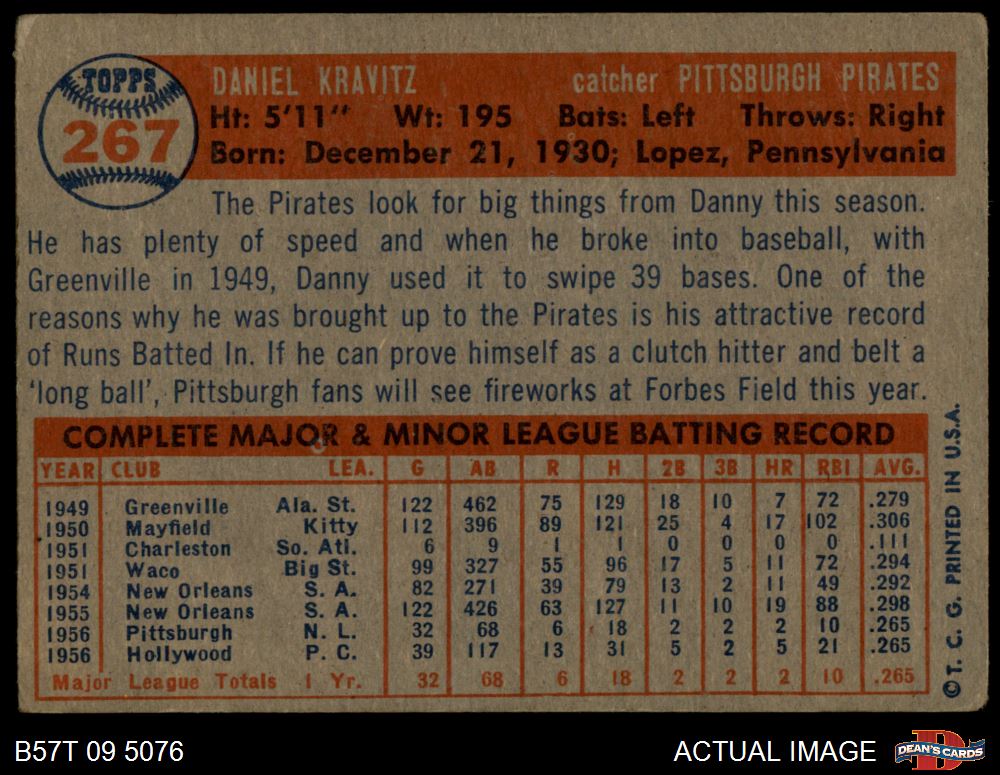 TOPPS
267
DANIEL KRAVITZ catcher PITTSBURGH PIRATES
Ht: 5'11" Wt: 195 Bats: Left Throws: Right
Born: December 21, 1930; Lopez, Pennsylvania
The Pirates look for big things from Danny this season.
He has plenty of speed and when he broke into baseball, with
Greenville in 1949, Danny used it to swipe 39 bases. One of the
reasons why he was brought up to the Pirates is his attractive record
of Runs Batted In. If he can prove himself as a clutch hitter and belt a
'long ball', Pittsburgh fans will see fireworks at Forbes Field this year.
COMPLETE MAJOR & MINOR LEAGUE BATTING RECORD
YEAR CLUB LEA. G AB R H 2B 3B HR RBI AVG.
1949 Greenville Ala. St. 122 462 75 129 18 10 7 72 .279
1950 Mayfield Kitty 112 396 89 121 25 4 17 102 .306
1951 Charleston So. Atl. 6 9 1 1 0 0 0 0 .111
1951 Waco Big St. 99 327 55 96 17 5 11 72 .294
1954 New Orleans S. A. 82 271 39 79 13 2 11 49 .292
1955 New Orleans S. A. 122 426 63 127 11 10 19 88 .298
1956 Pittsburgh N. L. 32 68 6 18 2 2 2 10 .265
1956 Hollywood P. C. 39 117 13 31 5 2 5 21 .265
Major League Totals 1 Yr. 32 68 6 18 2 2 2 10 .265
© T. C. G. PRINTED IN U.S.A.
B57T 09 5076 ACTUAL IMAGE
DEAN'S CARDS